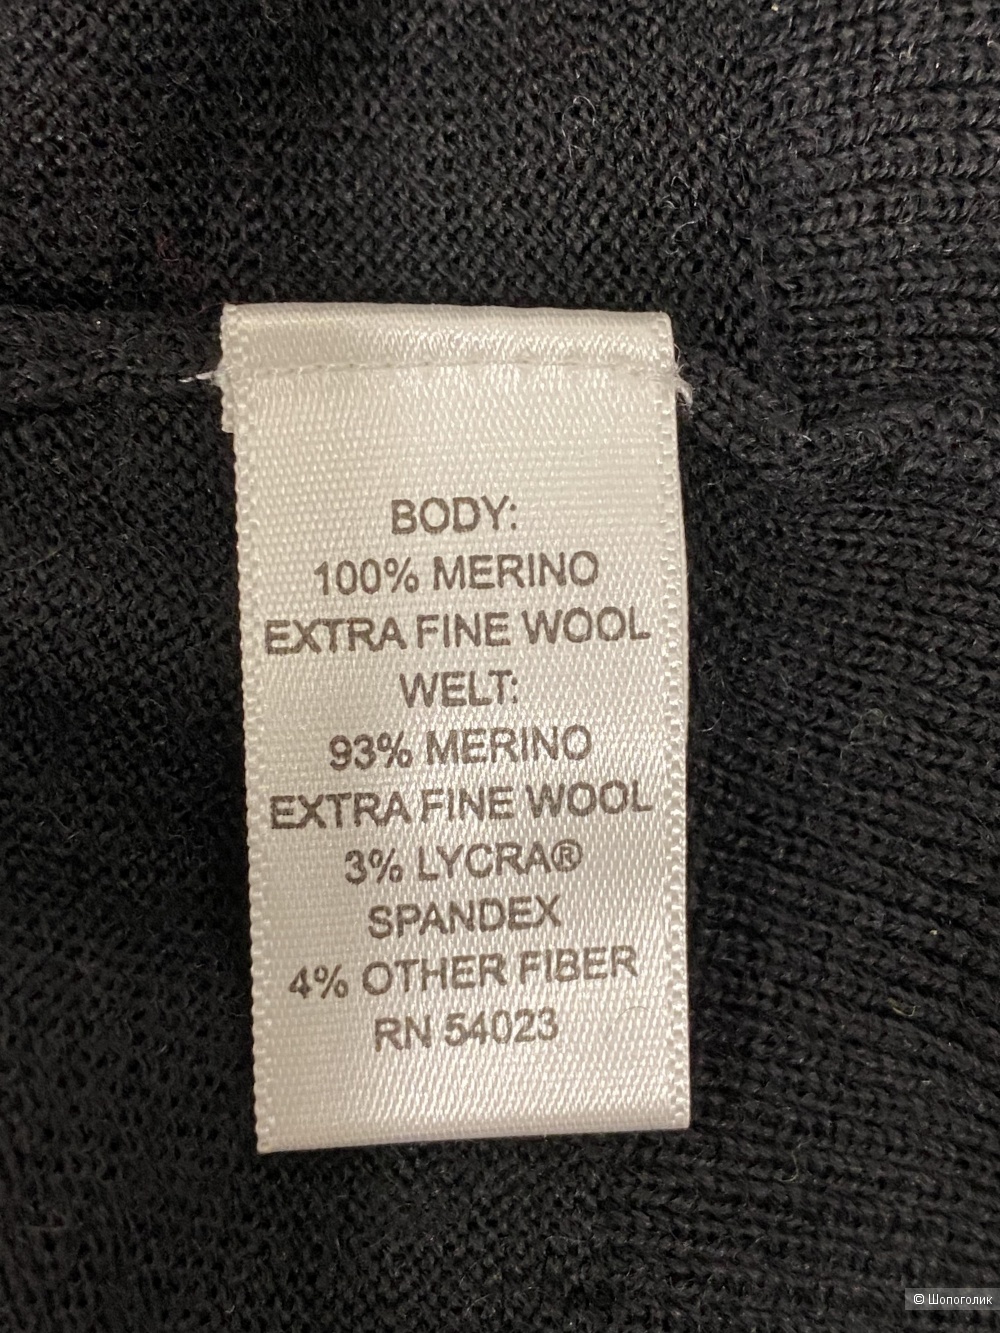 BODY:
100% MERINO
EXTRA FINE WOOL
WELT:
93% MERINO
EXTRA FINE WOOL
3% LYCRA®
SPANDEX
4% OTHER FIBER
RN 54023
© Шопоголик